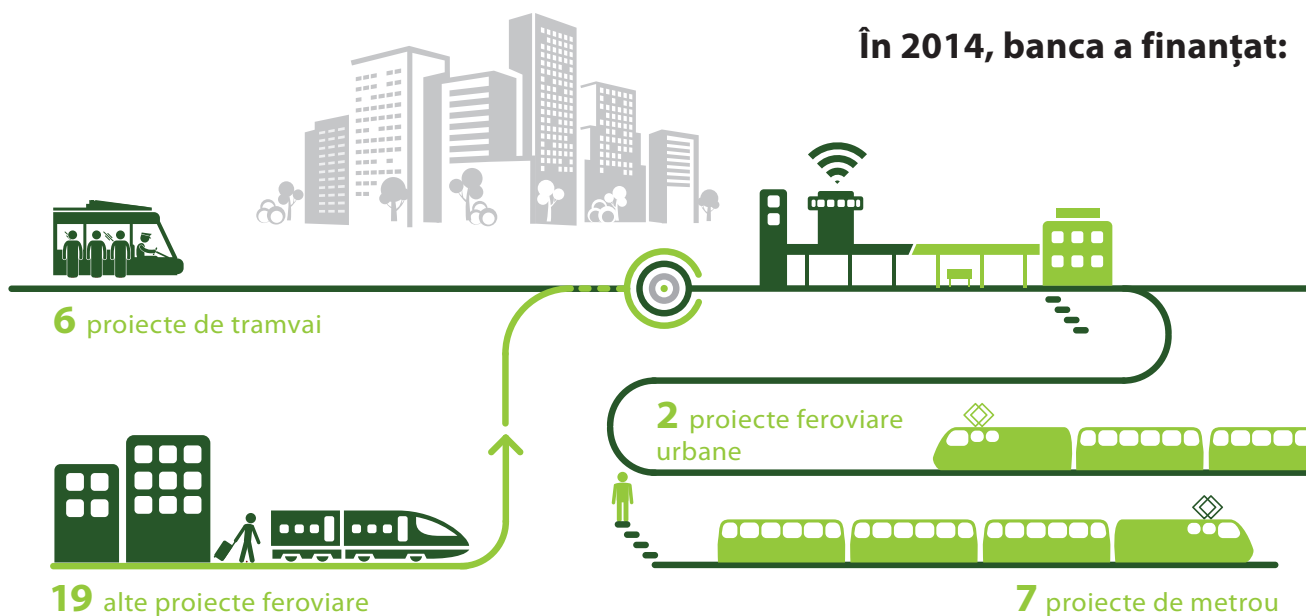 În 2014, banca a finanțat:
6 proiecte de tramvai
2 proiecte feroviare
urbane
19 alte proiecte feroviare
7 proiecte de metrou